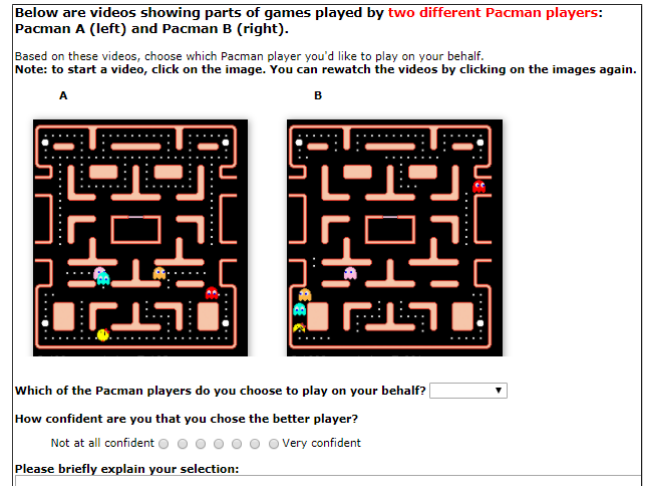 Below are videos showing parts of games played by two different Pacman players:
Pacman A (left) and Pacman B (right).
Based on these videos, choose which Pacman player you'd like to play on your behalf.
Note: to start a video, click on the image. You can rewatch the videos by clicking on the images again.
A B
Which of the Pacman players do you choose to play on your behalf?
How confident are you that you chose the better player?
Not at all confident Very confident
Please briefly explain your selection: